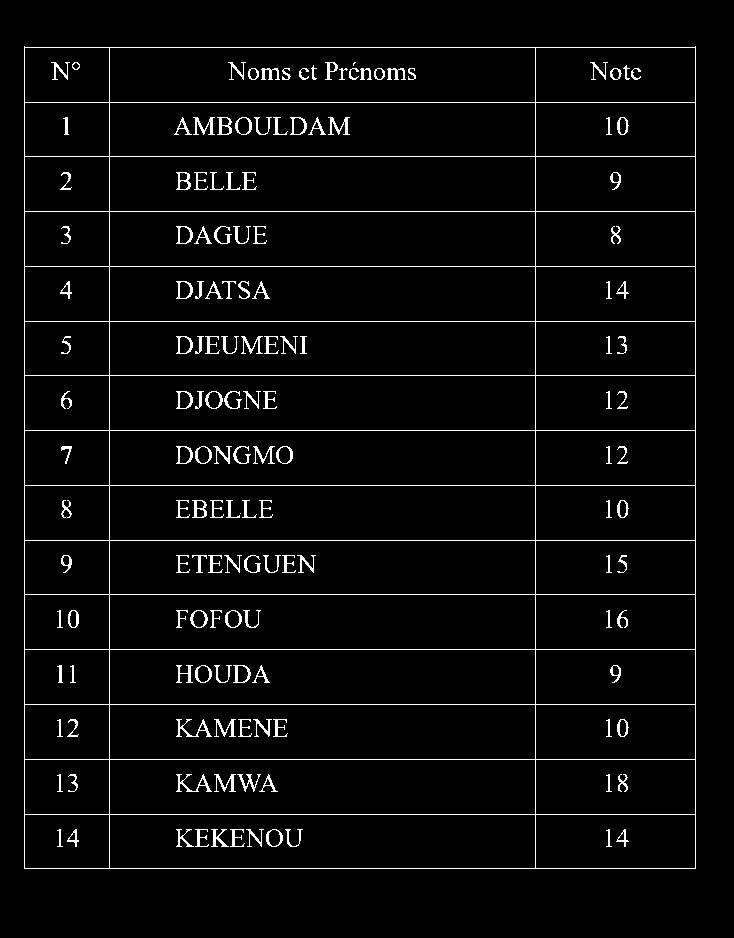 N° Noms et Prénoms Note
1 AMBOULDAM 10
2 BELLE 9
3 DAGUE 8
4 DJATSA 14
5 DJEUMENI 13
6 DJOGNE 12
7 DONGMO 12
8 EBELLE 10
9 ETENGUEN 15
10 FOFOU 16
11 HOUDA 9
12 KAMENE 10
13 KAMWA 18
14 KEKENOU 14